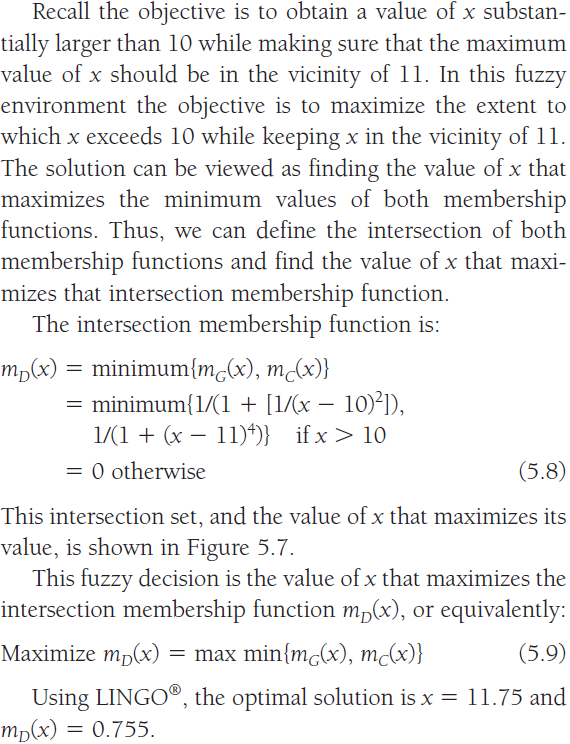 Recall the objective is to obtain a value of x substan-
tially larger than 10 while making sure that the maximum
value of x should be in the vicinity of 11. In this fuzzy
environment the objective is to maximize the extent to
which x exceeds 10 while keeping x in the vicinity of 11.
The solution can be viewed as finding the value of x that
maximizes the minimum values of both membership
functions. Thus, we can define the intersection of both
membership functions and find the value of x that maxi-
mizes that intersection membership function.
The intersection membership function is:
m_D(x) = minimum{m_G(x), m_C(x)}
= minimum{1/(1 + [1/(x − 10)²]),
1/(1 + (x − 11)⁴)} if x > 10
= 0 otherwise (5.8)
This intersection set, and the value of x that maximizes its
value, is shown in Figure 5.7.
This fuzzy decision is the value of x that maximizes the
intersection membership function m_D(x), or equivalently:
Maximize m_D(x) = max min{m_G(x), m_C(x)} (5.9)
Using LINGO®, the optimal solution is x = 11.75 and
m_D(x) = 0.755.